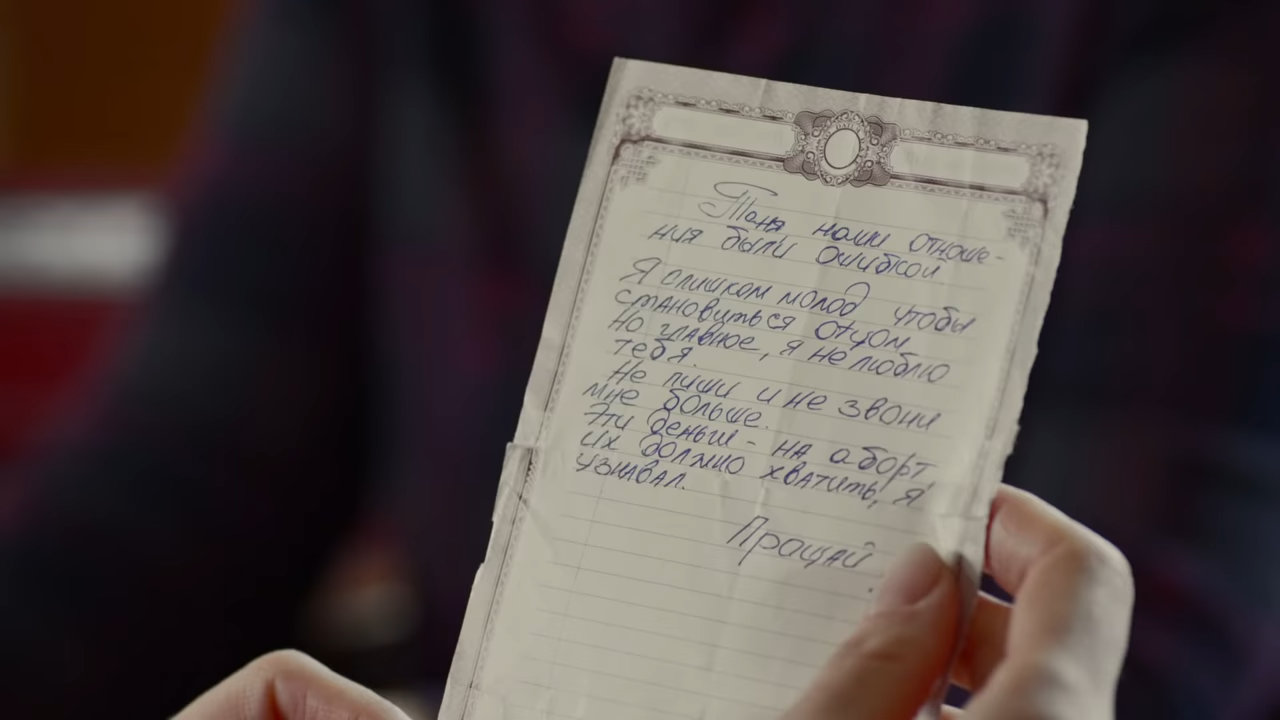 Таня наши отноше-
ния были ошибкой
Я слишком молод чтобы
становиться отцом
Но главное, я не люблю
тебя.
Не пиши и не звони
мне больше.
Эти деньги - на аборт,
их должно хватить, я
узнавал.
Прощай.